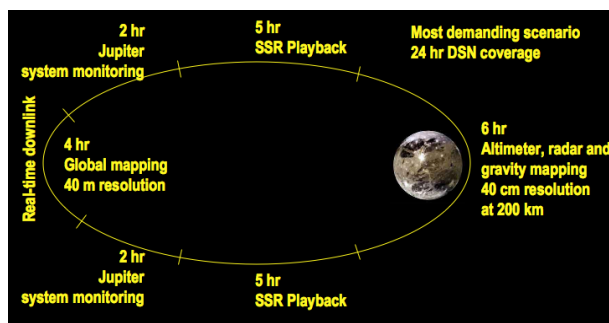 2 hr
Jupiter
system monitoring
5 hr
SSR Playback
Most demanding scenario
24 hr DSN coverage
Real-time downlink
4 hr
Global mapping
40 m resolution
6 hr
Altimeter, radar and
gravity mapping
40 cm resolution
at 200 km
2 hr
Jupiter
system monitoring
5 hr
SSR Playback